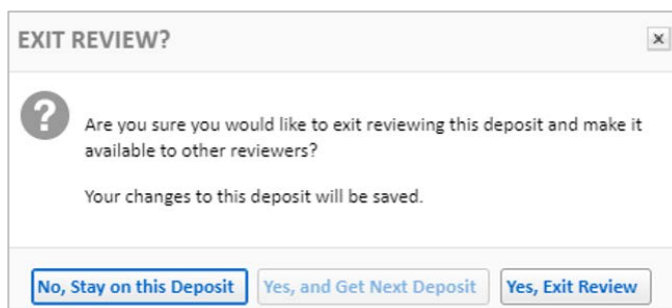 EXIT REVIEW?
x
?
Are you sure you would like to exit reviewing this deposit and make it
available to other reviewers?
Your changes to this deposit will be saved.
No, Stay on this Deposit
Yes, and Get Next Deposit
Yes, Exit Review